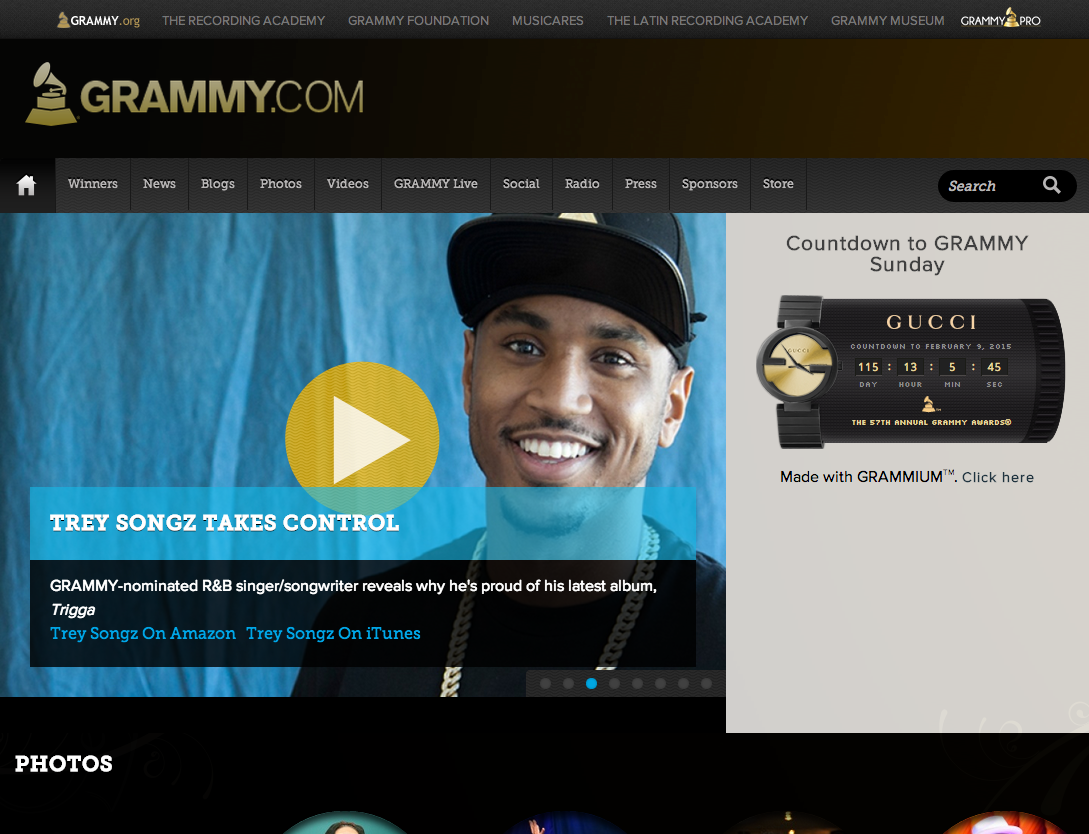 GRAMMY.org THE RECORDING ACADEMY GRAMMY FOUNDATION MUSICARES THE LATIN RECORDING ACADEMY GRAMMY MUSEUM GRAMMY PRO
GRAMMY.COM
Winners News Blogs Photos Videos GRAMMY Live Social Radio Press Sponsors Store Search
Countdown to GRAMMY
Sunday
GUCCI
COUNTDOWN TO FEBRUARY 9, 2015
115 : 13 : 5 : 45
DAY HOUR MIN SEC
THE 57TH ANNUAL GRAMMY AWARDS®
Made with GRAMMIUM™. Click here
TREY SONGZ TAKES CONTROL
GRAMMY-nominated R&B singer/songwriter reveals why he's proud of his latest album,
Trigga
Trey Songz On Amazon Trey Songz On iTunes
PHOTOS